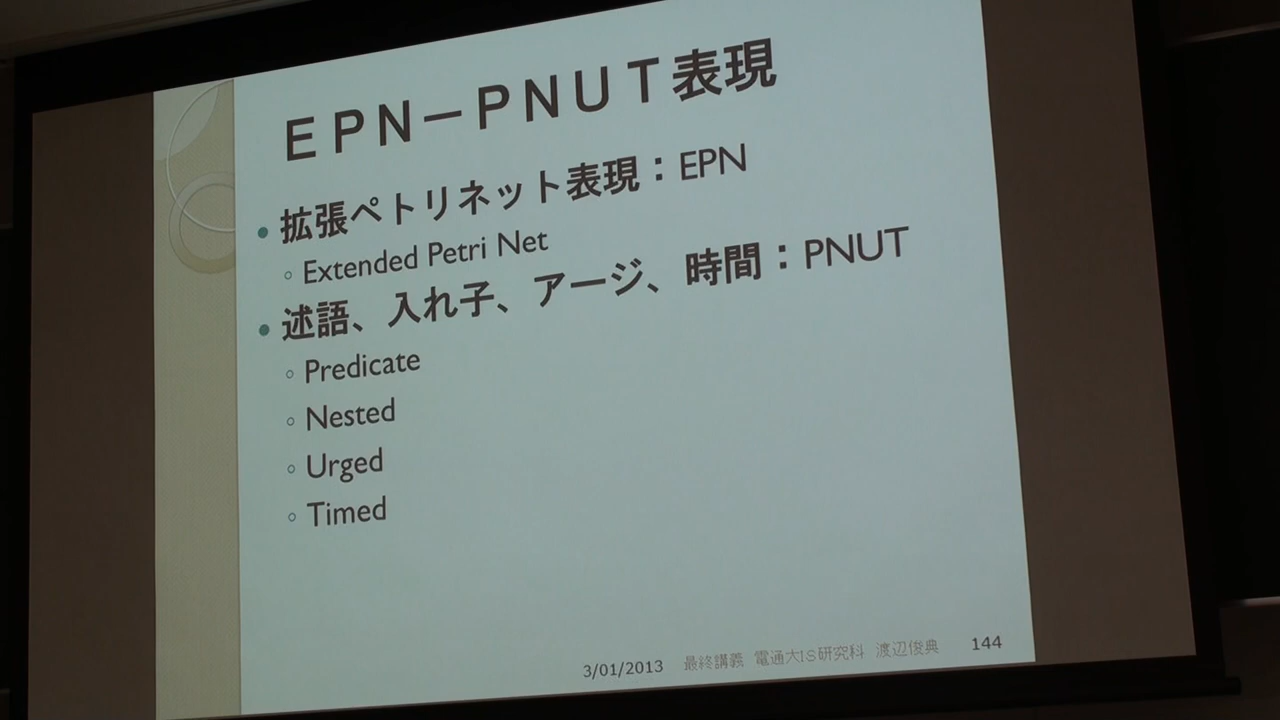 ＥＰＮ－ＰＮＵＴ表現
• 拡張ペトリネット表現：EPN
◦ Extended Petri Net
• 述語、入れ子、アージ、時間：PNUT
◦ Predicate
◦ Nested
◦ Urged
◦ Timed
3/01/2013 最終講義 電通大ＩＳ研究科 渡辺俊典 144